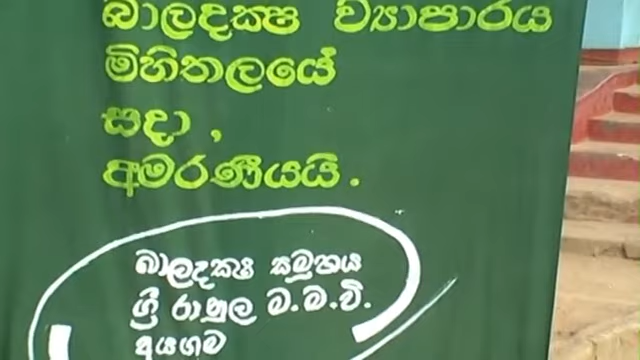 බාලදක්ෂ ව්‍යාපාරය
මිහිතලයේ
සදා,
අමරණීයයි.
බාලදක්ෂ සමූහය
ශ්‍රී රාහුල ම.ම.වි.
අයගම